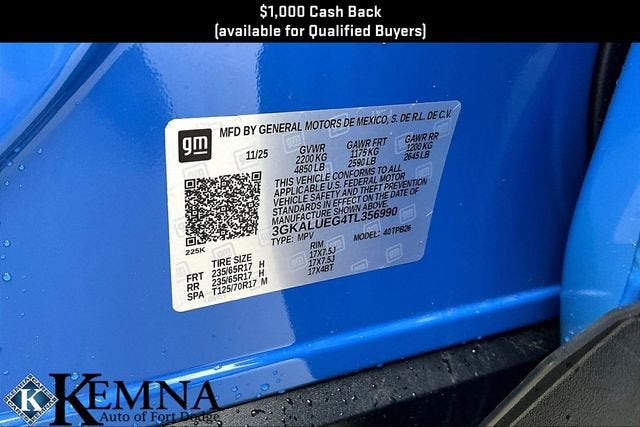 $1,000 Cash Back
(available for Qualified Buyers)
gm
MFD BY GENERAL MOTORS DE MEXICO, S. DE R.L. DE C.V.
11/25 GVWR GAWR FRT GAWR RR
2200 KG 1175 KG 1200 KG
4850 LB 2590 LB 2645 LB
THIS VEHICLE CONFORMS TO ALL
APPLICABLE U.S. FEDERAL MOTOR
VEHICLE SAFETY AND THEFT PREVENTION
STANDARDS IN EFFECT ON THE DATE OF
MANUFACTURE SHOWN ABOVE.
3GKALUEG4TL356990
TYPE: MPV MODEL: 40TPB26
225K
TIRE SIZE RIM
FRT 235/65R17 H 17X7.5J
RR 235/65R17 H 17X7.5J
SPA T125/70R17 M 17X4BT
KEMNA
Auto of Fort Dodge